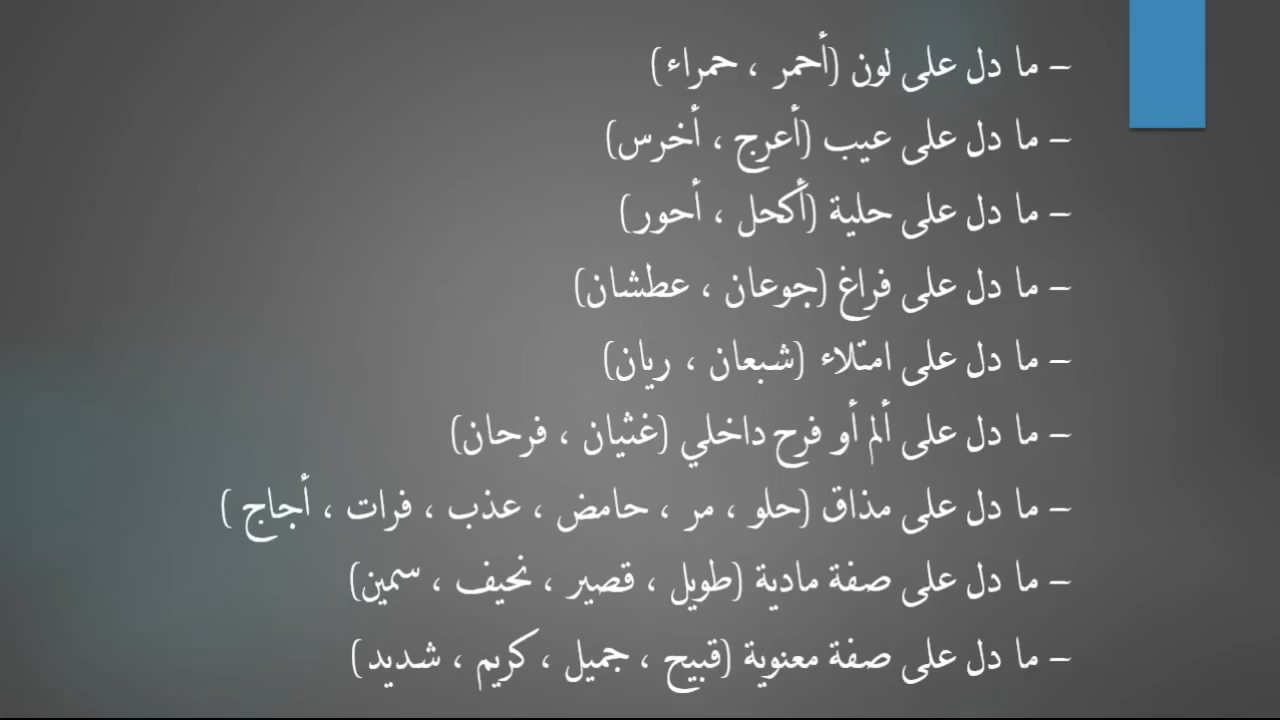 – ما دل على لون (أحمر ، حمراء)
– ما دل على عيب (أعرج ، أخرس)
– ما دل على حلية (أكحل ، أحور)
– ما دل على فراغ (جوعان ، عطشان)
– ما دل على امتلاء (شبعان ، ريان)
– ما دل على ألم أو فرح داخلي (غثيان ، فرحان)
– ما دل على مذاق (حلو ، مر ، حامض ، عذب ، فرات ، أجاج )
– ما دل على صفة مادية (طويل ، قصير ، نحيف ، سمين)
– ما دل على صفة معنوية (قبيح ، جميل ، كريم ، شديد)